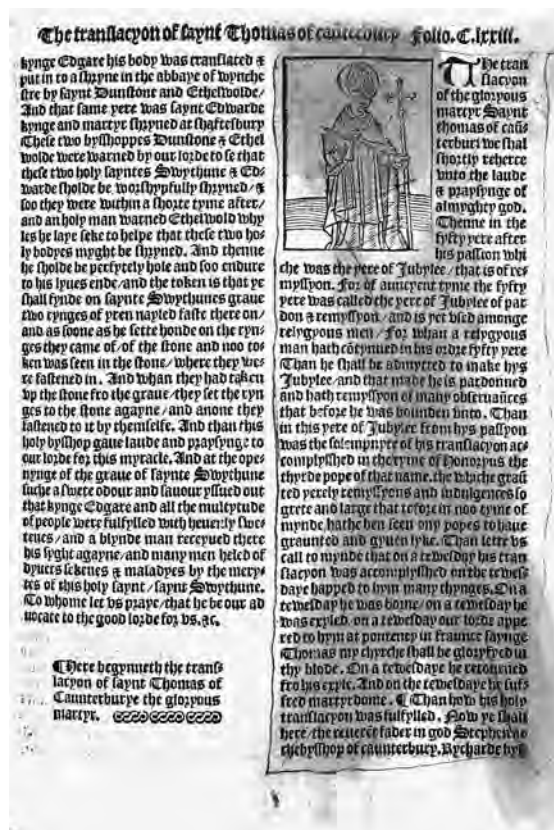 The translacyon of saynt Thomas of cañterbury Folio. C.lxxiii.
kynge Edgare his body was translated &
put in to a shryne in the abbaye of wynche
stre by saynt Dunstone & Ethelwolde/
And that same yere was saynt Edwarde
kynge and martyr shryned at shaftesbury
These two bysshoppes Dunstone & Ethel
wolde were warned by our lorde to se that
these two holy sayntes Swythune & Ed-
warde sholde be worshypfully shryned/ &
soo they were within a shorte tyme after/
and an holy man warned Ethelwold why
les he laye seke to helpe that these two ho-
ly bodyes myght be shryned. And thenne
he sholde be perfytely hole and soo endure
to his lyues ende/ and the token is that ye
shall fynde on saynte Swythunes graue
two rynges of yren napled faste there on/
and as soone as he sette honde on the ryn-
ges they came of/ of the stone and noo to-
ken was seen in the stone/ where they we-
re fastened in. And whan they had taken
vp the stone fro the graue/ they set the ryn
ges to the stone agayne/ and anone they
fastened to it by themselfe. And than this
holy bysshop gaue laude and praysynge to
our lorde for this myracle. And at the ope-
nynge of the graue of saynte Swythune
suche a swete odour and sauour yssued out
that kynge Edgare and all the multytude
of people were fulfylled with heuenly swe-
tenes/ and a blynde man receyued there
his syght agayne/ and many men heled of
dyuers sekenes & maladyes by the mery-
tes of this holy saynt/ saynt Swythune.
To whome let vs praye/ that he be our ad
uocate to the good lorde for vs. &c.
¶Here begynneth the trans-
lacyon of saynt Thomas of
Caunterburye the gloryous
martyr.
The tran
slacyon
of the gloryous
martyr Saynt
thomas of caũ-
terburi we shal
shortly reherce
vnto the laude
& praysynge of
almyghty god.
Thenne in the
fyfty yere after
his passion whi
che was the yere of Jubylee/ that is of re-
myssyon. For of auncyent tyme the fyfty
yere was called the yere of Jubylee of par
don & remyssyon/ and is yet vsed amonge
relygyous men/ For whan a relygyous
man hath cõtynued in his ordre fyfty yere
Than he shall be admytted to make hys
Jubylee/ and that made he is pardonned
and hath remyssyon of many obseruaũces
that before he was bounden vnto. Than
in this yere of Jubylee from hys passyon
was the solempnyte of his translacyon ac-
complysshed in the tyme of Honoryus the
thyrde pope of that name. the whiche graũ
ted yerely remyssyons and indulgences so
grete and large that tofore in noo tyme of
mynde hathe ben seen ony popes to haue
graunted and gyuen lyke. Than lette vs
call to mynde that on a tewesday his tran
slacyon was accomplysshed on the tewes-
daye happed to hym many thynges. On a
tewesday he was borne/ on a tewesday he
was exyled. on a tewesday our lorde appe
red to hym at ponteney in fraunce sayinge
Thomas my chyrche shall be gloryfyed in
thy blode. On a tewesdaye he retourned
fro his exyle. And on the tewesdaye he suf-
fred martyrdome. ¶ Than how his holy
translacyon was fulfylled. Now ye shall
here/ the reuerẽt fader in god Stephen ar
chebysshop of caunterbury. Rycharde bys